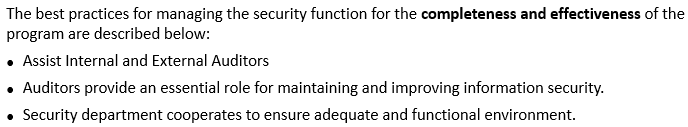 The best practices for managing the security function for the completeness and effectiveness of the
program are described below:
• Assist Internal and External Auditors
• Auditors provide an essential role for maintaining and improving information security.
• Security department cooperates to ensure adequate and functional environment.